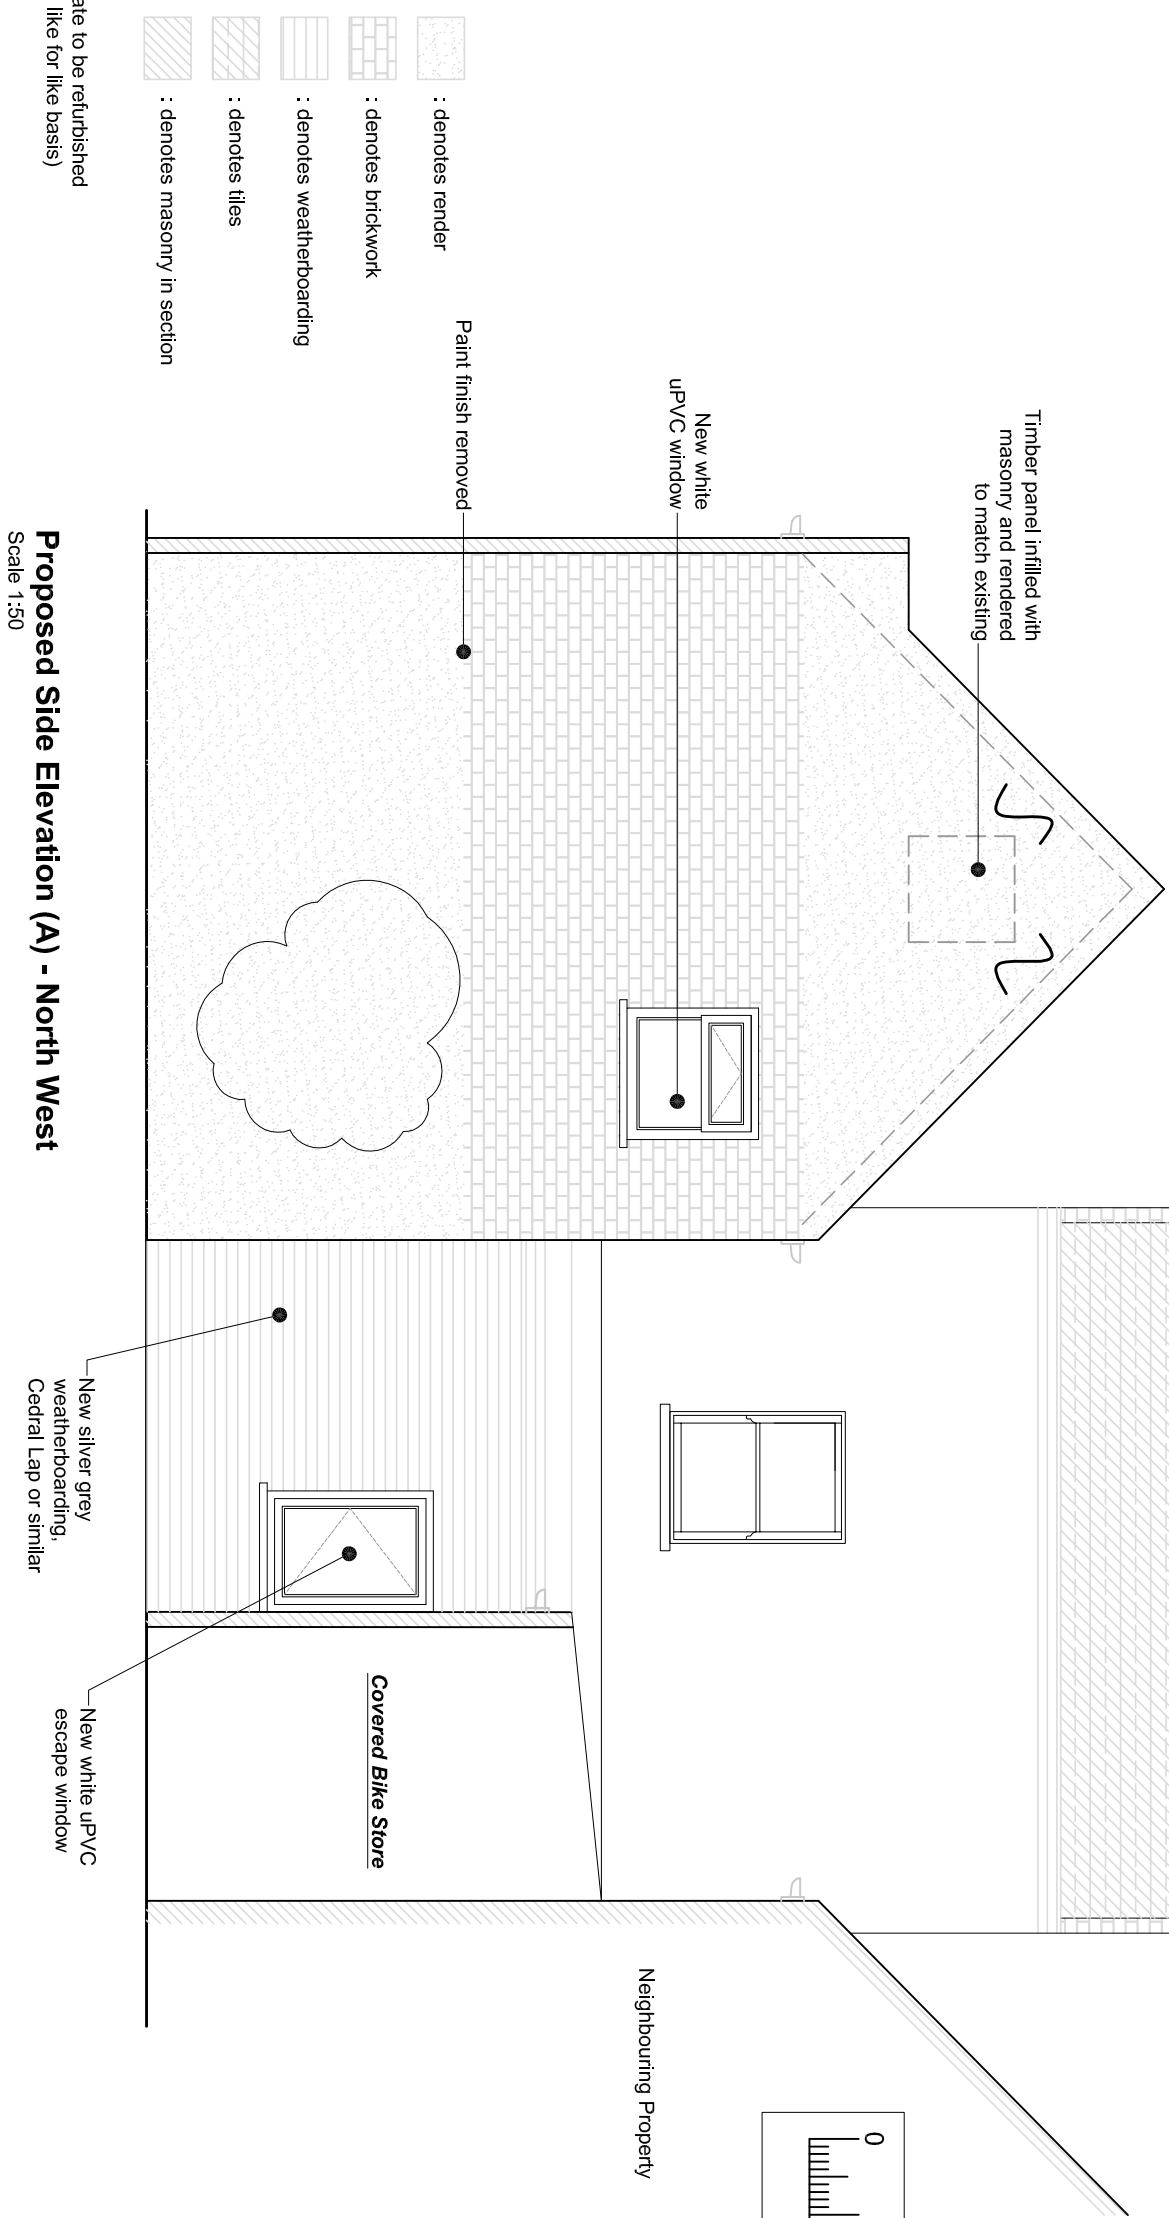 : denotes render
: denotes brickwork
: denotes weatherboarding
: denotes tiles
: denotes masonry in section
ate to be refurbished
like for like basis)
Timber panel infilled with
masonry and rendered
to match existing
New white
uPVC window
Paint finish removed
0
Neighbouring Property
Covered Bike Store
New silver grey
weatherboarding,
Cedral Lap or similar
New white uPVC
escape window
Proposed Side Elevation (A) - North West
Scale 1:50